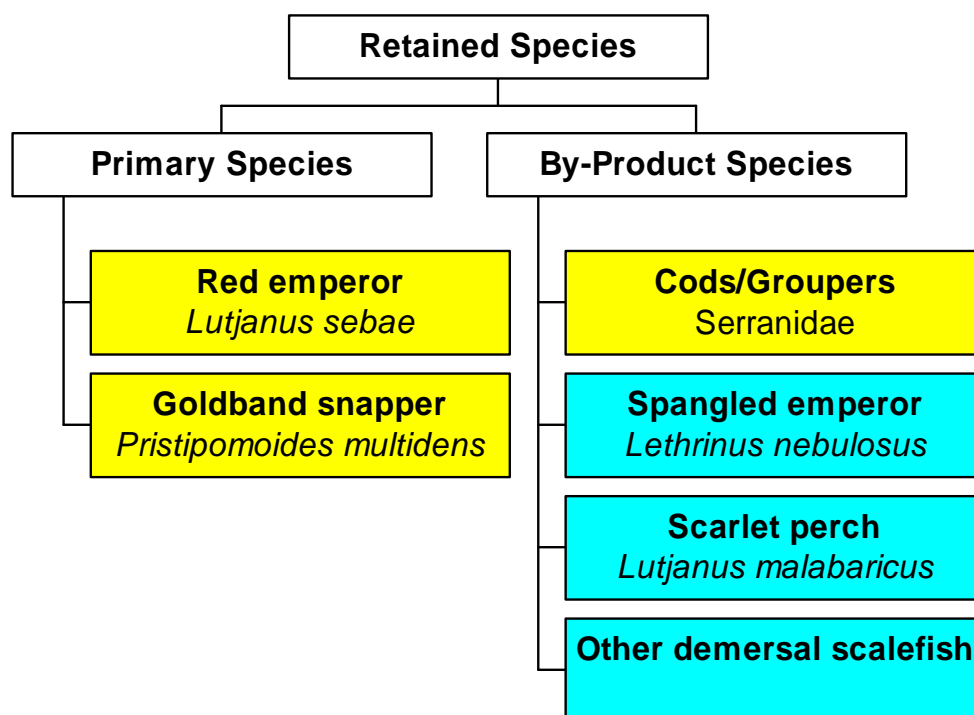 Retained Species
Primary Species
By-Product Species
Red emperor
Lutjanus sebae
Goldband snapper
Pristipomoides multidens
Cods/Groupers
Serranidae
Spangled emperor
Lethrinus nebulosus
Scarlet perch
Lutjanus malabaricus
Other demersal scalefish